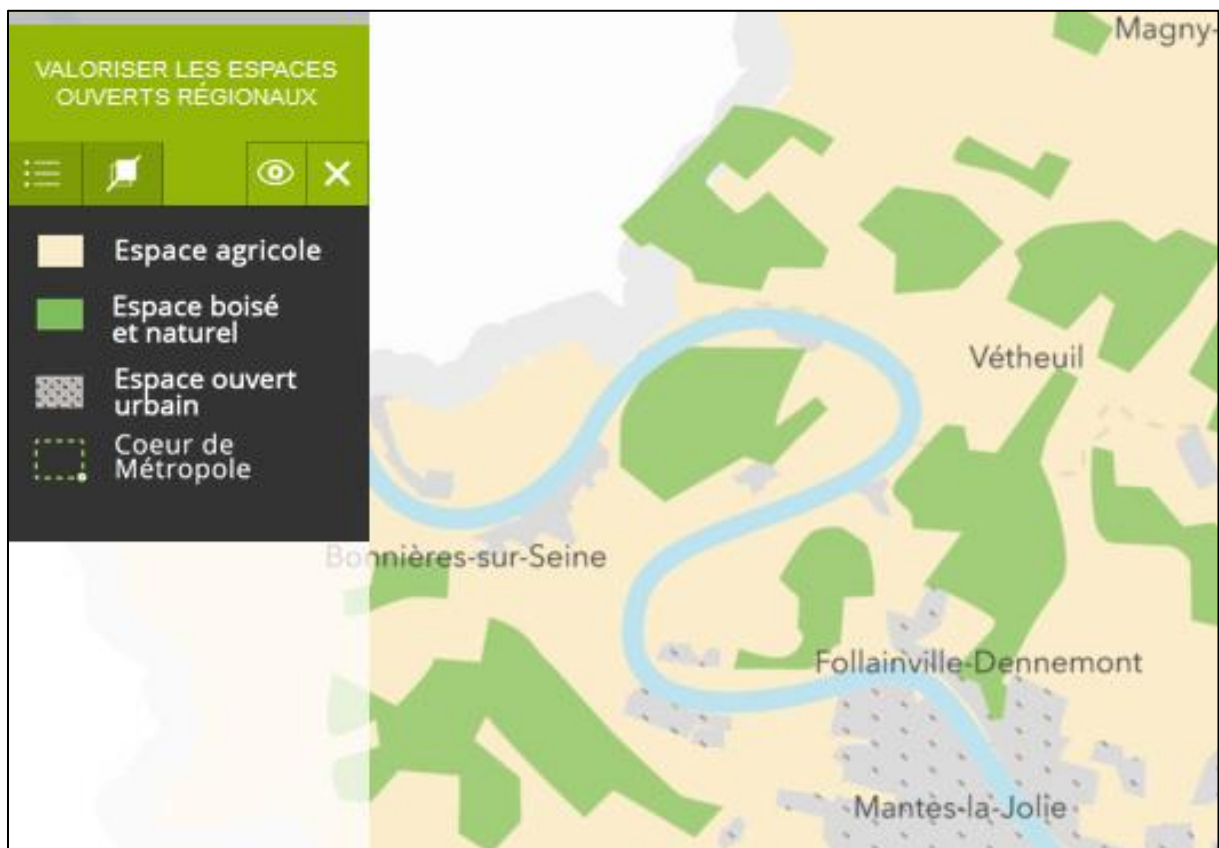 VALORISER LES ESPACES
OUVERTS RÉGIONAUX
Espace agricole
Espace boisé
et naturel
Espace ouvert
urbain
Coeur de
Métropole
Magny-
Vétheuil
Bonnières-sur-Seine
Follainville-Dennemont
Mantes-la-Jolie